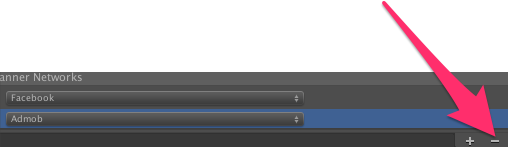 anner Networks
Facebook
Admob
+ −